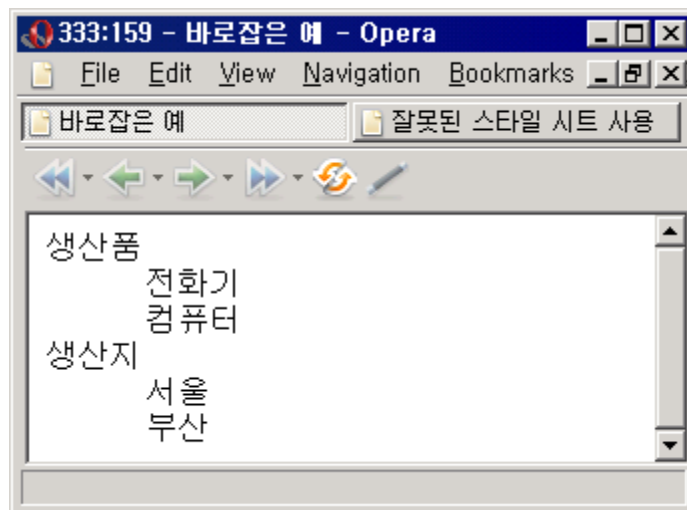 333:159 - 바로잡은 예 - Opera
File Edit View Navigation Bookmarks
바로잡은 예 잘못된 스타일 시트 사용
생산품
전화기
컴퓨터
생산지
서울
부산